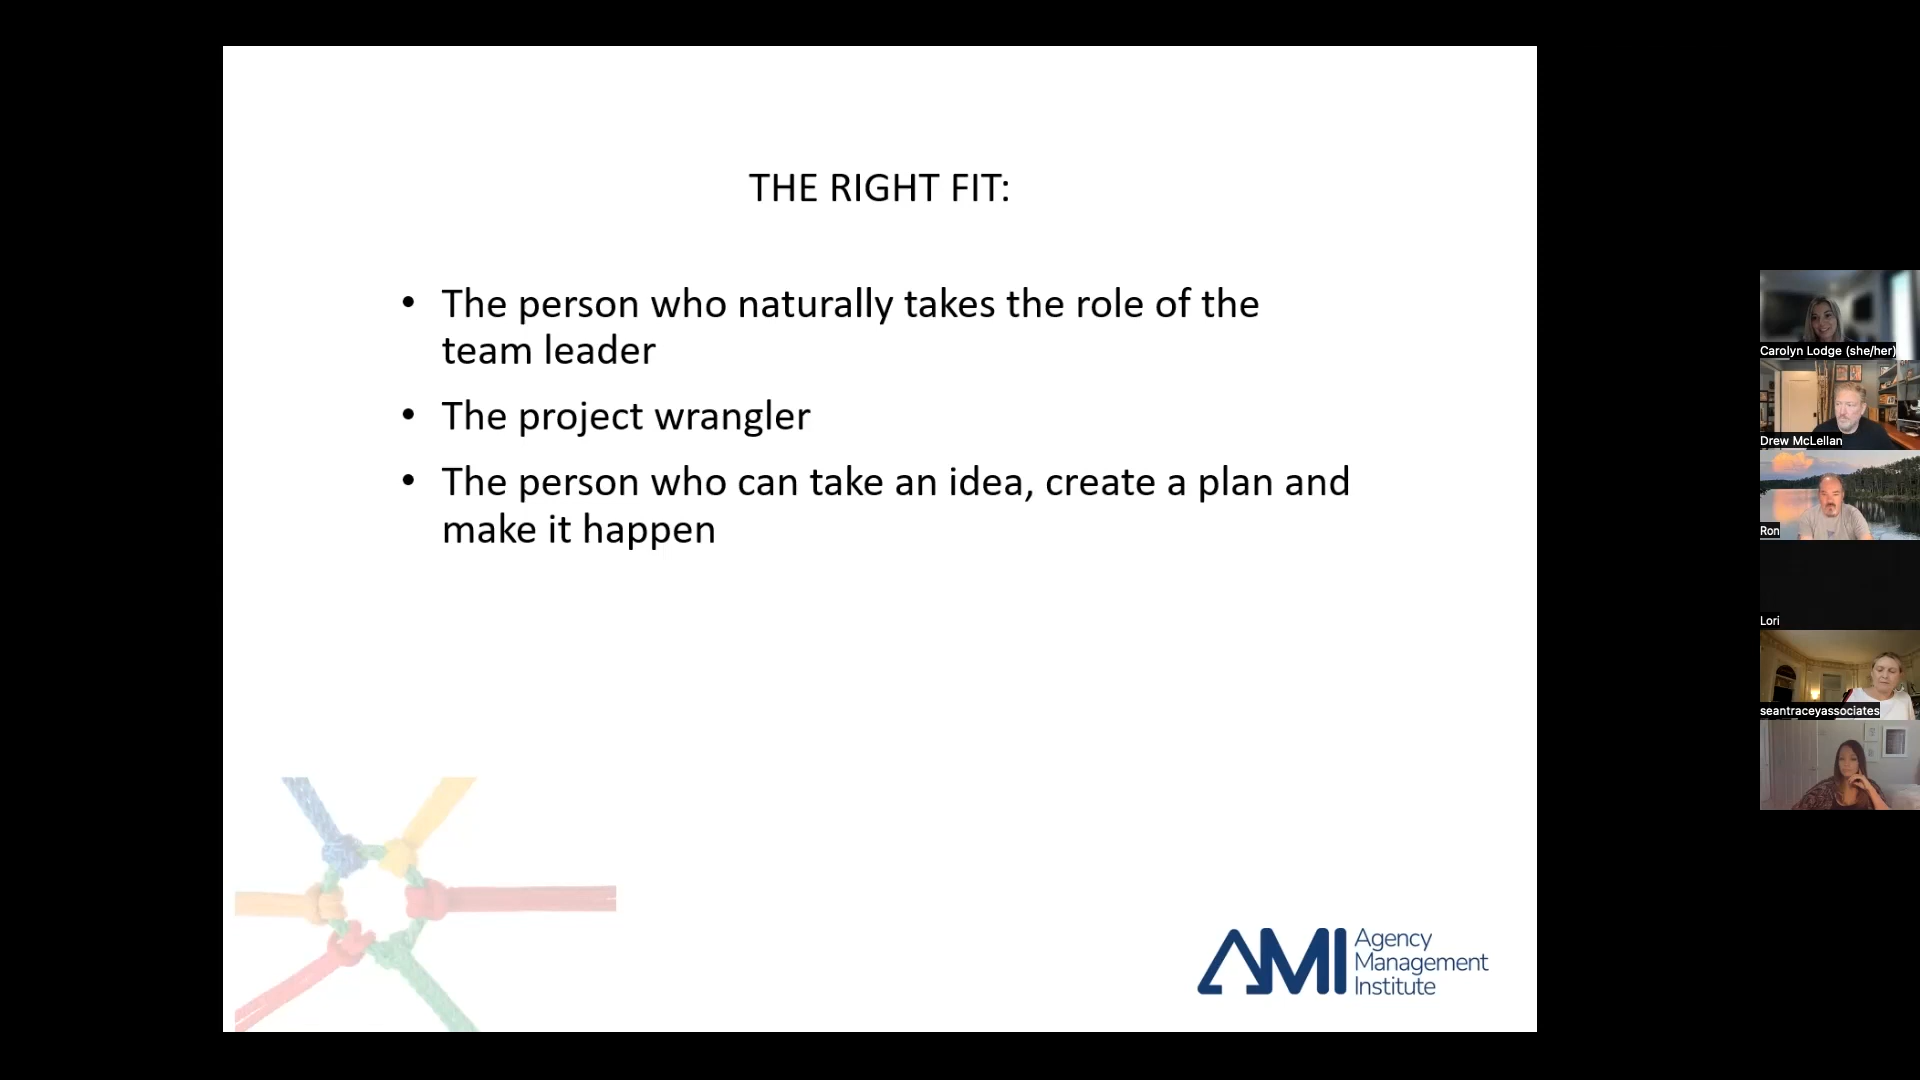 THE RIGHT FIT:
• The person who naturally takes the role of the
team leader
• The project wrangler
• The person who can take an idea, create a plan and
make it happen
AMI
Agency
Management
Institute
Carolyn Lodge (she/her)
Drew McLellan
Ron
Lori
seantraceyassociates